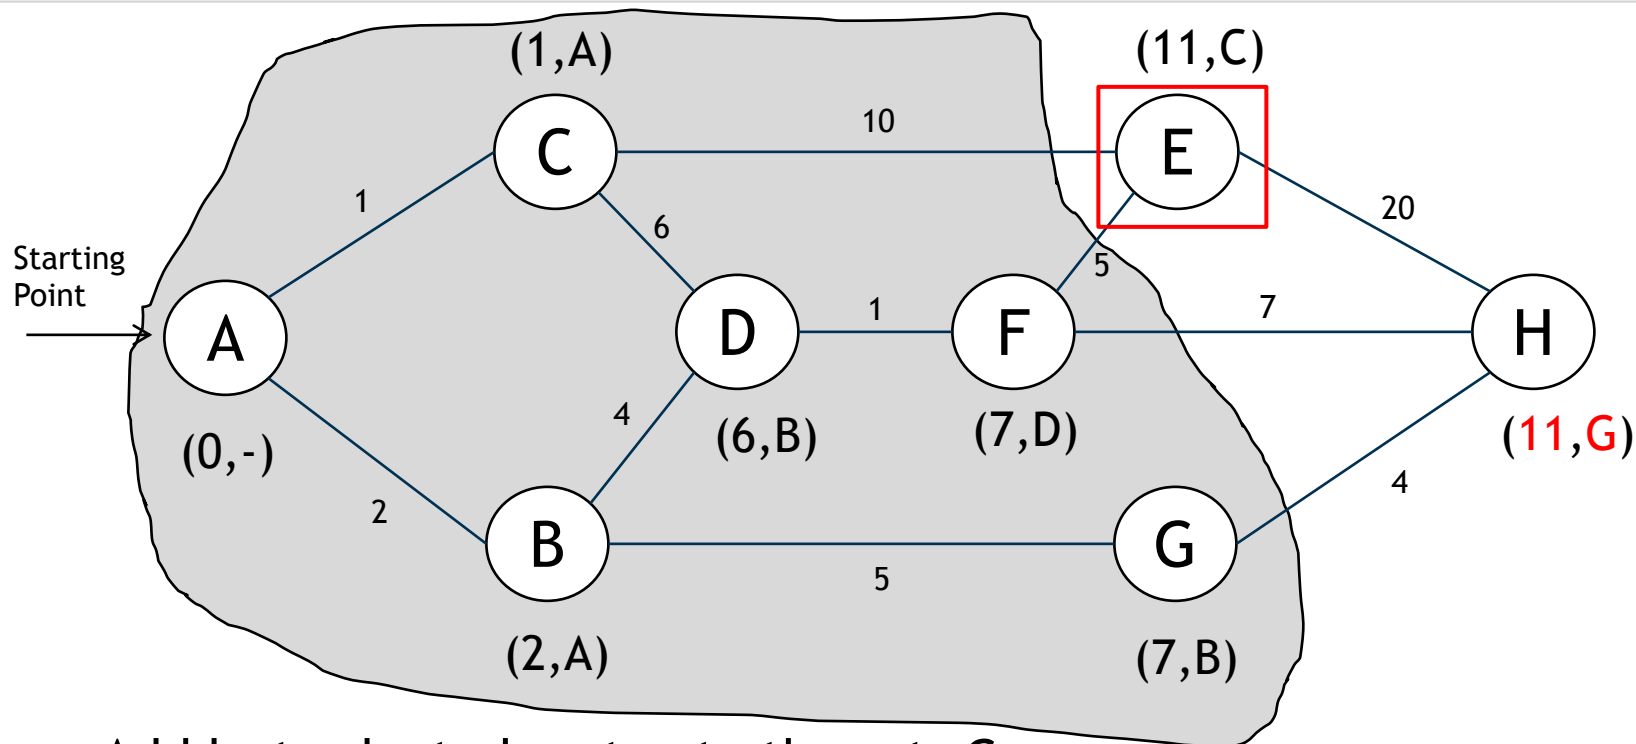 (1,A)
(11,C)
10
C
E
1
6
20
Starting
Point
5
1
7
A
D
F
H
4
(6,B)
(7,D)
(11,G)
(0,-)
2
4
B
G
5
(2,A)
(7,B)